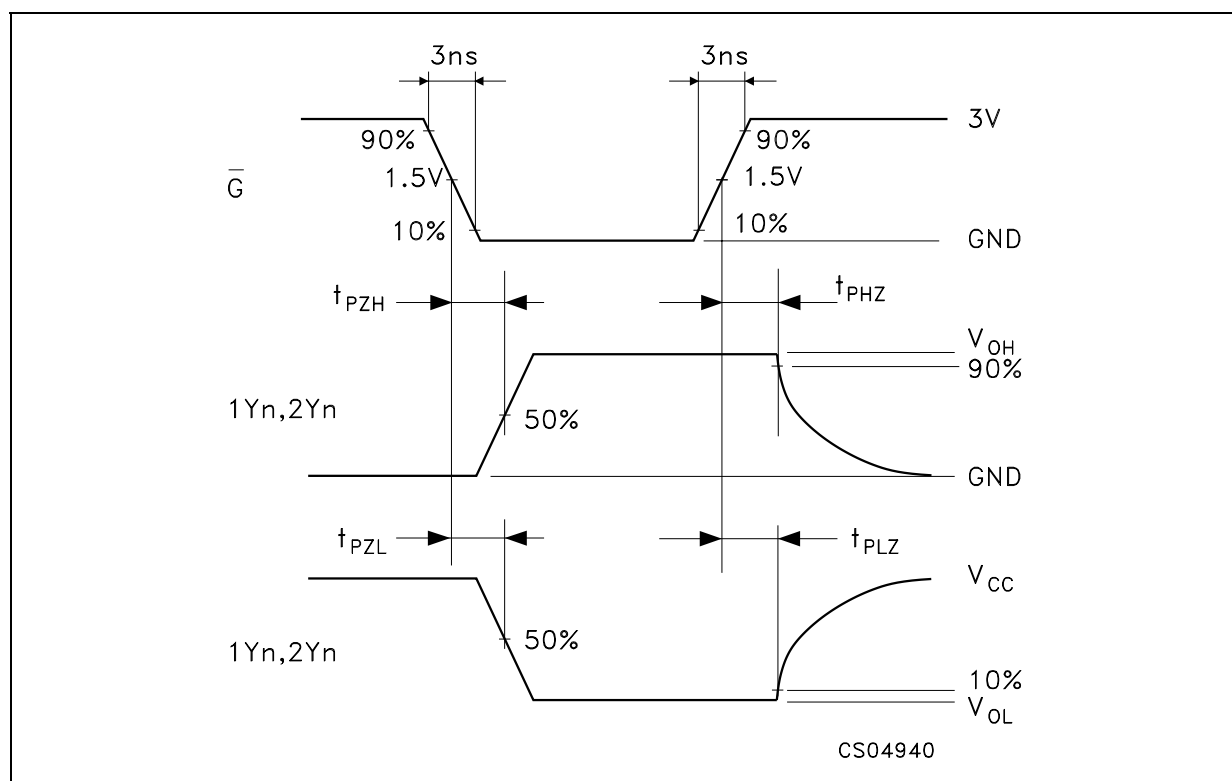 3ns 3ns
3V
90% 90%
G̅ 1.5V 1.5V
10% 10% GND
tPZH tPHZ
VOH
90%
1Yn,2Yn 50%
GND
tPZL tPLZ
VCC
1Yn,2Yn 50%
10%
VOL
CS04940